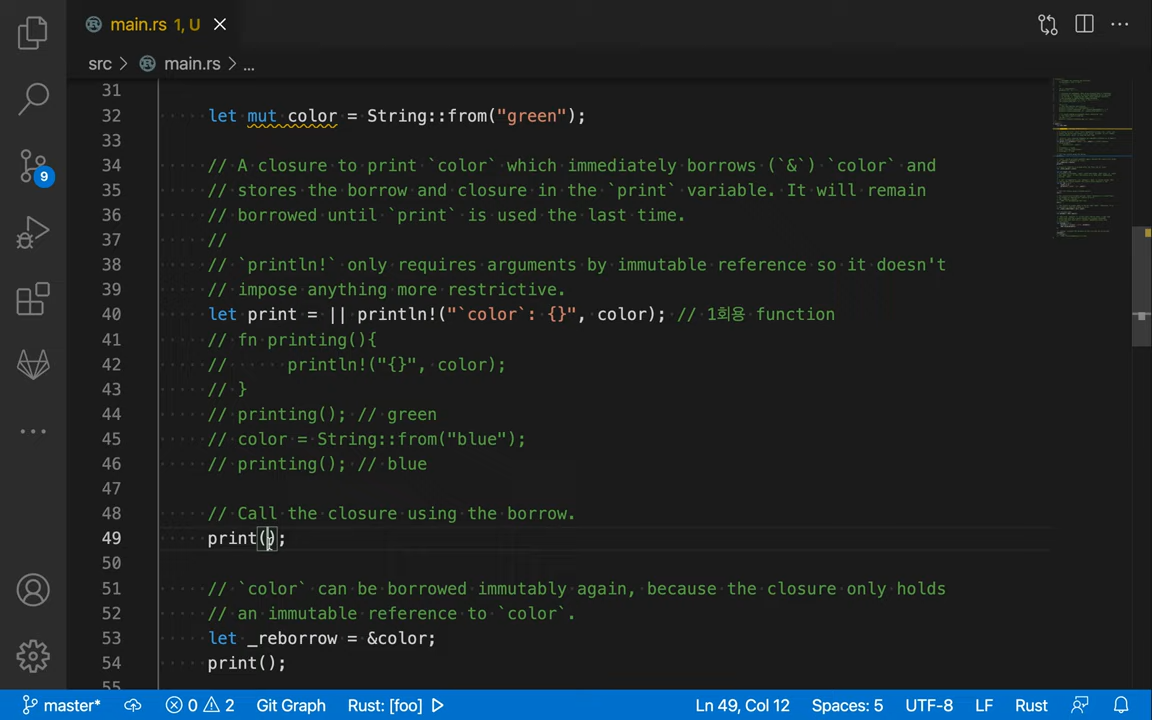 main.rs 1, U
src > main.rs > ...
31
32 let mut color = String::from("green");
33
34 // A closure to print `color` which immediately borrows (`&`) `color` and
35 // stores the borrow and closure in the `print` variable. It will remain
36 // borrowed until `print` is used the last time.
37 //
38 // `println!` only requires arguments by immutable reference so it doesn't
39 // impose anything more restrictive.
40 let print = || println!("`color`: {}", color); // 1회용 function
41 // fn printing(){
42 // println!("{}", color);
43 // }
44 // printing(); // green
45 // color = String::from("blue");
46 // printing(); // blue
47
48 // Call the closure using the borrow.
49 print();
50
51 // `color` can be borrowed immutably again, because the closure only holds
52 // an immutable reference to `color`.
53 let _reborrow = &color;
54 print();
55
9
master* 0 2 Git Graph Rust: [foo] Ln 49, Col 12 Spaces: 5 UTF-8 LF Rust